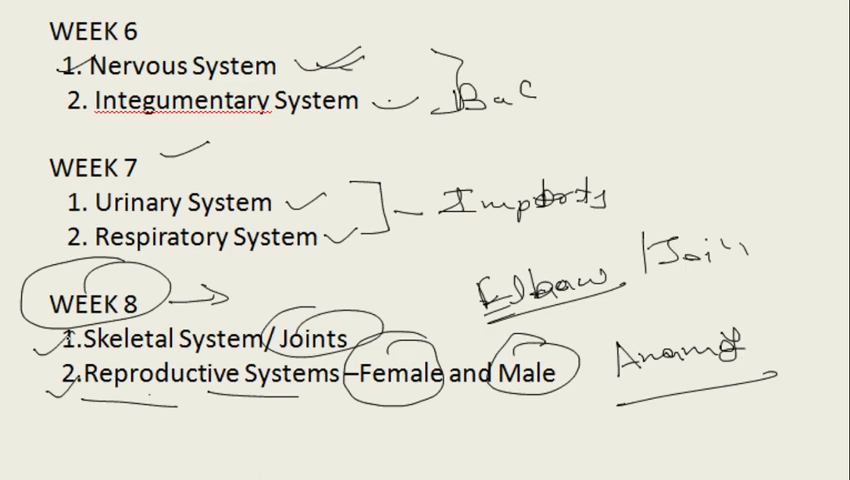 WEEK 6
1. Nervous System
2. Integumentary System
WEEK 7
1. Urinary System
2. Respiratory System
WEEK 8
1.Skeletal System/ Joints
2.Reproductive Systems –Female and Male